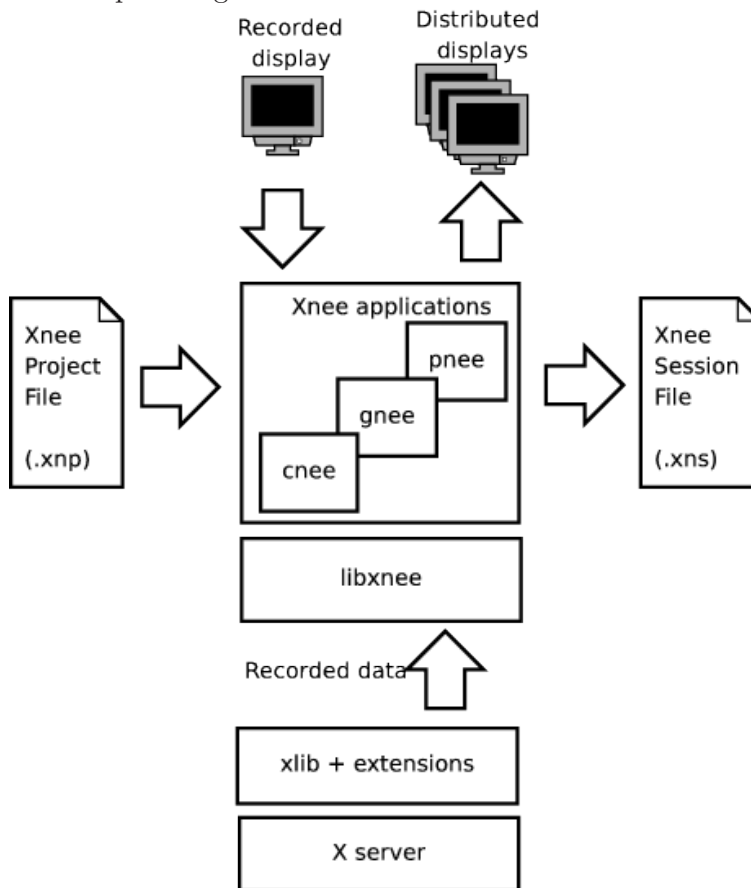 Recorded
display
Distributed
displays
Xnee applications
Xnee
Project
File
(.xnp)
pnee
gnee
cnee
Xnee
Session
File
(.xns)
libxnee
Recorded data
xlib + extensions
X server